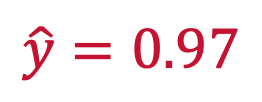 ŷ = 0.97